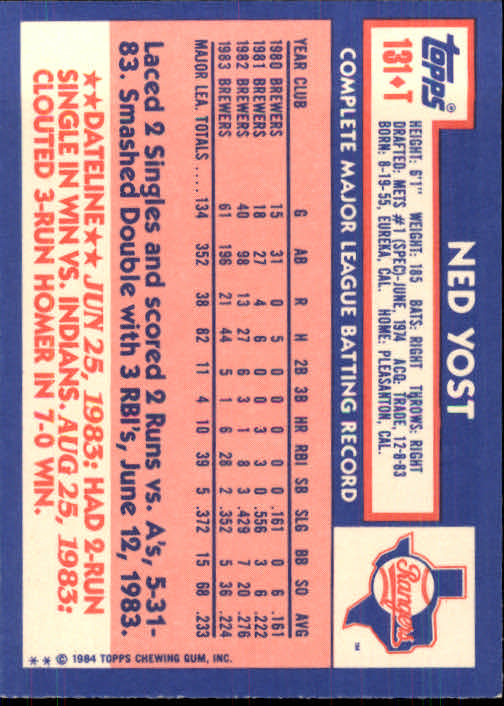 topps®
131♦T
NED YOST
HEIGHT: 6'1" WEIGHT: 185 BATS: RIGHT THROWS: RIGHT
DRAFTED: METS #1 (SPEC)-JUNE, 1974 ACQ: TRADE, 12-8-83
BORN: 8-19-55, EUREKA, CAL. HOME: PLEASANTON, CAL.
Rangers
COMPLETE MAJOR LEAGUE BATTING RECORD
YEAR CLUB G AB R H 2B 3B HR RBI SB SLG BB SO AVG
1980 BREWERS 15 31 0 5 0 0 0 0 0 .161 0 6 .161
1981 BREWERS 18 27 4 6 0 0 3 3 0 .556 3 6 .222
1982 BREWERS 40 98 13 27 6 3 1 8 3 .429 7 20 .276
1983 BREWERS 61 196 21 44 5 1 6 28 2 .352 5 36 .224
MAJOR LEA. TOTALS .... 134 352 38 82 11 4 10 39 5 .372 15 68 .233
Laced 2 Singles and scored 2 Runs vs. A's, 5-31-
83. Smashed Double with 3 RBI's, June 12, 1983.
★★DATELINE★★ JUN 25, 1983: HAD 2-RUN
SINGLE IN WIN VS. INDIANS. AUG 25, 1983:
CLOUTED 3-RUN HOMER IN 7-0 WIN.
** © 1984 TOPPS CHEWING GUM, INC.